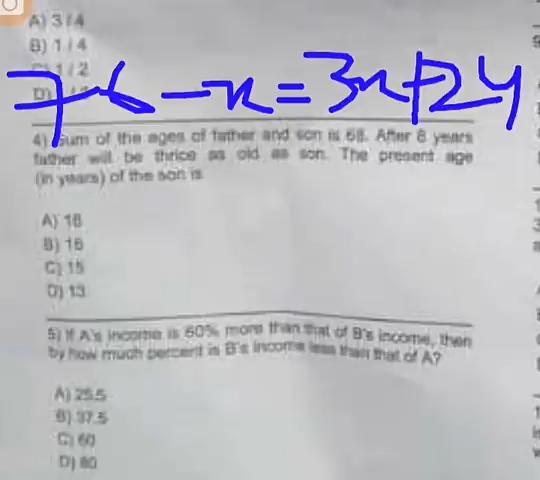 A) 3/4
B) 1/4
C) 1/2
D)
76-x=3x+24
4) Sum of the ages of father and son is 68. After 8 years
father will be thrice as old as son. The present age
(in years) of the son is
A) 18
B) 16
C) 15
D) 13
5) If A's income is 60% more than that of B's income, then
by how much percent is B's income less than that of A?
A) 25.5
B) 37.5
C) 60
D) 80